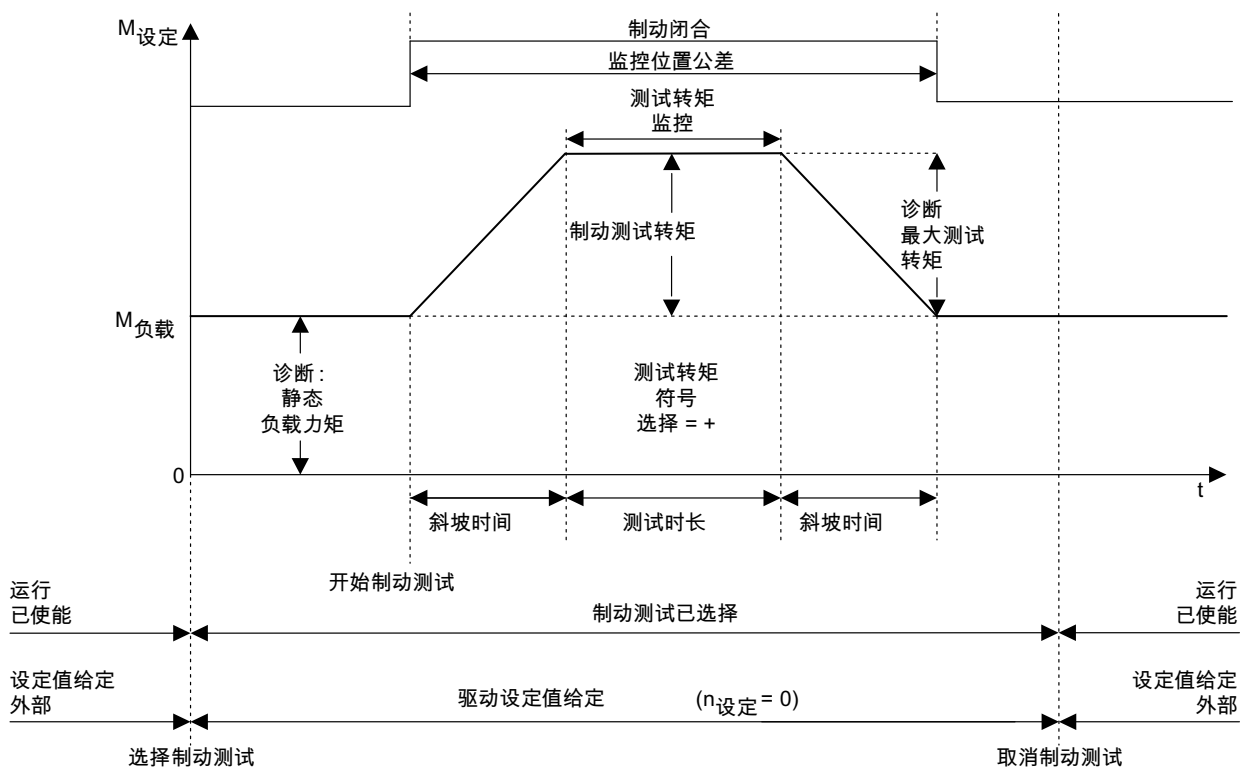 M设定
制动闭合
监控位置公差
测试转矩
监控
制动测试转矩
诊断
最大测试
转矩
M负载
诊断:
静态
负载力矩
测试转矩
符号
选择 = +
0
t
斜坡时间
测试时长
斜坡时间
开始制动测试
运行
已使能
制动测试已选择
运行
已使能
设定值给定
外部
驱动设定值给定 (n设定 = 0)
设定值给定
外部
选择制动测试
取消制动测试